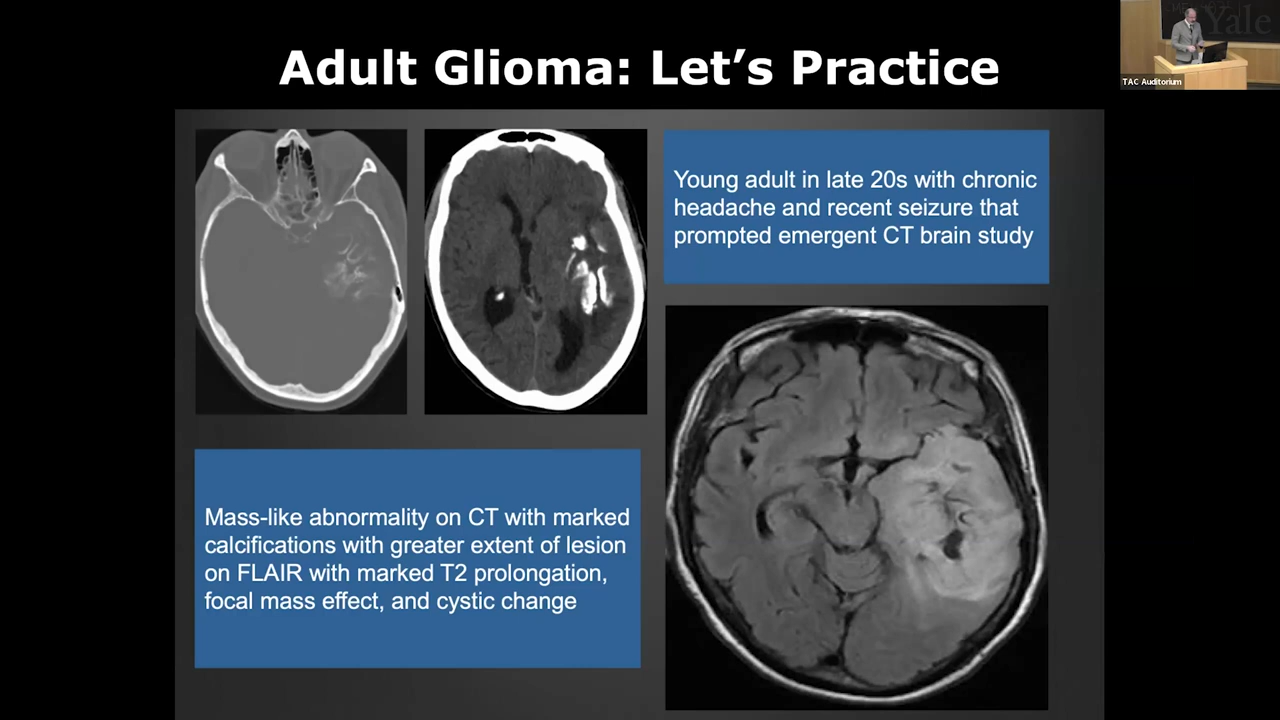 Adult Glioma: Let’s Practice
Young adult in late 20s with chronic
headache and recent seizure that
prompted emergent CT brain study
Mass-like abnormality on CT with marked
calcifications with greater extent of lesion
on FLAIR with marked T2 prolongation,
focal mass effect, and cystic change
Yale
TAC Auditorium